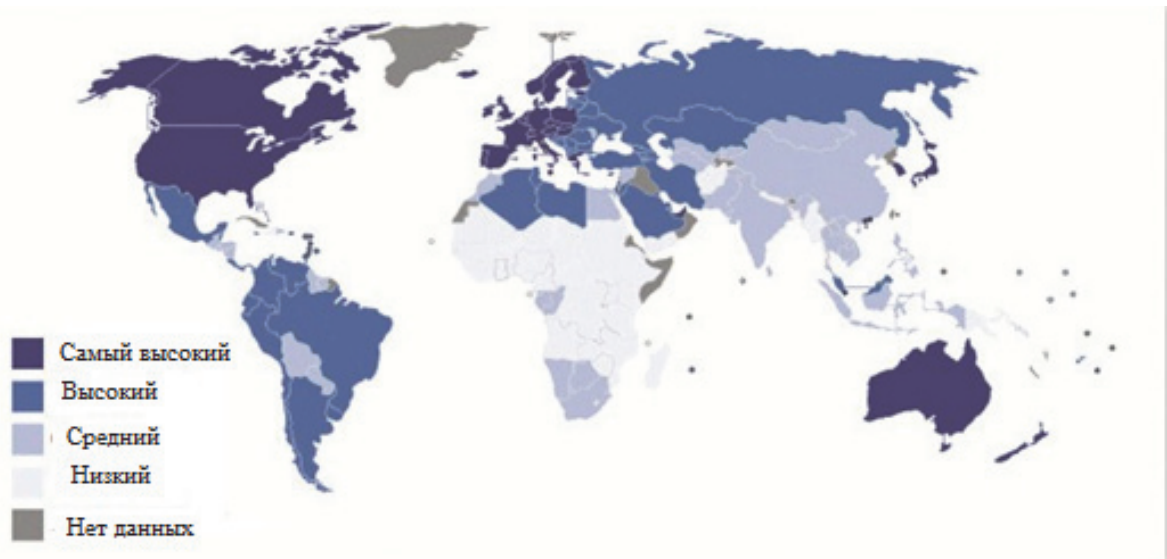 Самый высокий
Высокий
Средний
Низкий
Нет данных